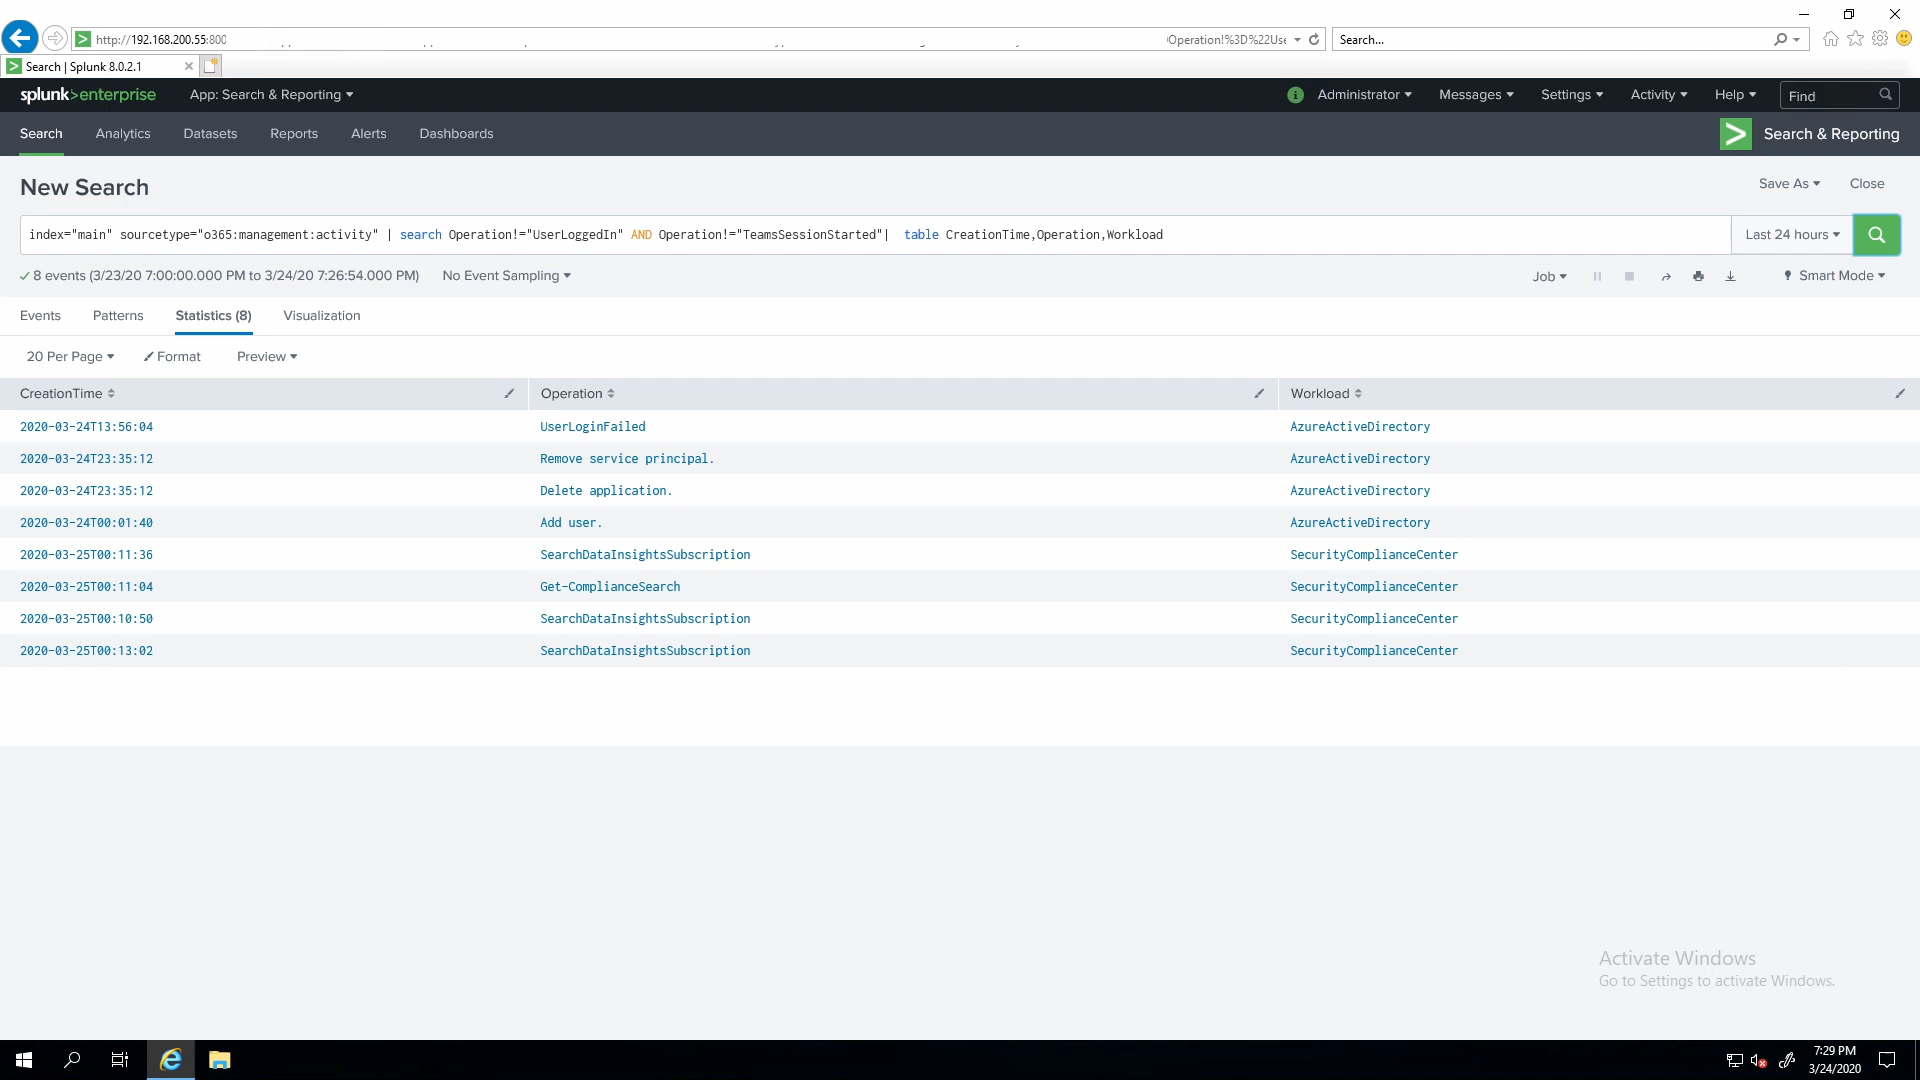 http://192.168.200.55:800
Operation!%3D%22Use
Search...
Search | Splunk 8.0.2.1
splunk>enterprise App: Search & Reporting
i Administrator Messages Settings Activity Help Find
Search Analytics Datasets Reports Alerts Dashboards
Search & Reporting
New Search
Save As Close
index="main" sourcetype="o365:management:activity" | search Operation!="UserLoggedIn" AND Operation!="TeamsSessionStarted"| table CreationTime,Operation,Workload
Last 24 hours
8 events (3/23/20 7:00:00.000 PM to 3/24/20 7:26:54.000 PM) No Event Sampling
Job Smart Mode
Events Patterns Statistics (8) Visualization
20 Per Page Format Preview
CreationTime Operation Workload
2020-03-24T13:56:04 UserLoginFailed AzureActiveDirectory
2020-03-24T23:35:12 Remove service principal. AzureActiveDirectory
2020-03-24T23:35:12 Delete application. AzureActiveDirectory
2020-03-24T00:01:40 Add user. AzureActiveDirectory
2020-03-25T00:11:36 SearchDataInsightsSubscription SecurityComplianceCenter
2020-03-25T00:11:04 Get-ComplianceSearch SecurityComplianceCenter
2020-03-25T00:10:50 SearchDataInsightsSubscription SecurityComplianceCenter
2020-03-25T00:13:02 SearchDataInsightsSubscription SecurityComplianceCenter
Activate Windows
Go to Settings to activate Windows.
7:29 PM
3/24/2020